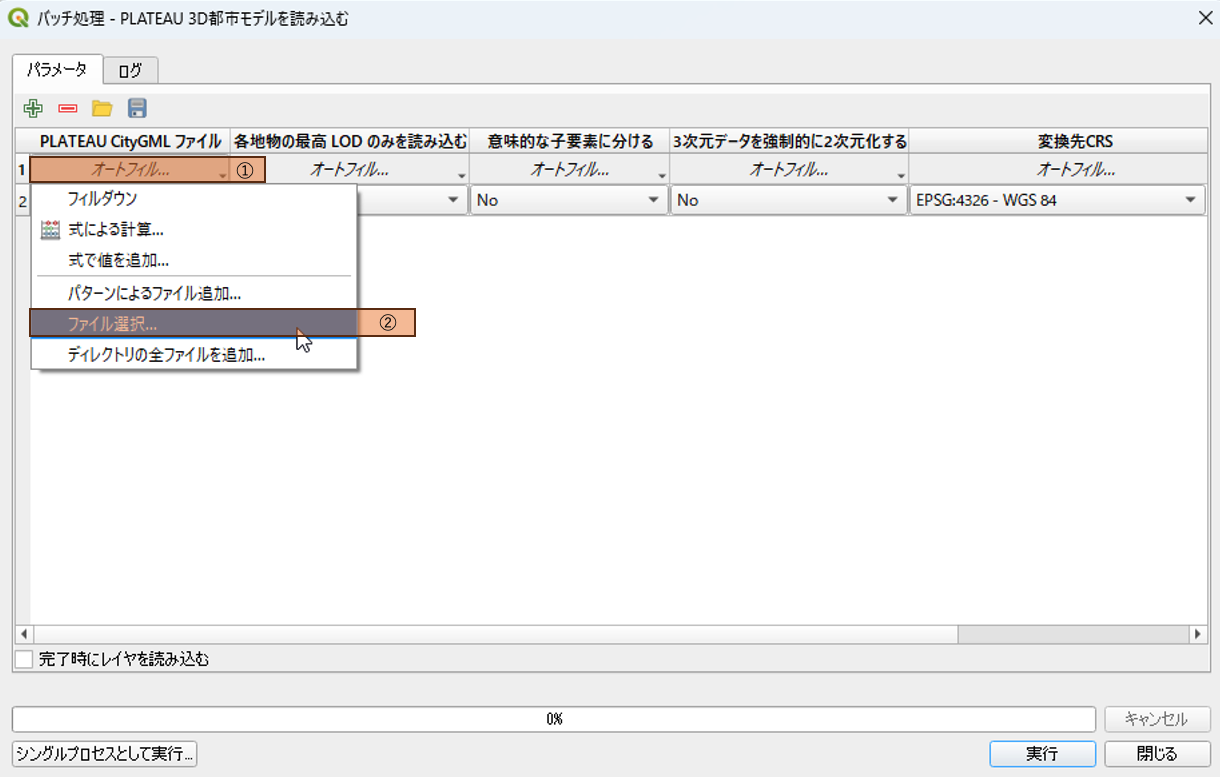 バッチ処理 - PLATEAU 3D都市モデルを読み込む
パラメータ ログ
PLATEAU CityGML ファイル 各地物の最高 LOD のみを読み込む 意味的な子要素に分ける 3次元データを強制的に2次元化する 変換先CRS
1 オートフィル... ① オートフィル... オートフィル... オートフィル... オートフィル...
2 No No EPSG:4326 - WGS 84
フィルダウン
式による計算...
式で値を追加...
パターンによるファイル追加...
ファイル選択... ②
ディレクトリの全ファイルを追加...
完了時にレイヤを読み込む
0% キャンセル
シングルプロセスとして実行... 実行 閉じる